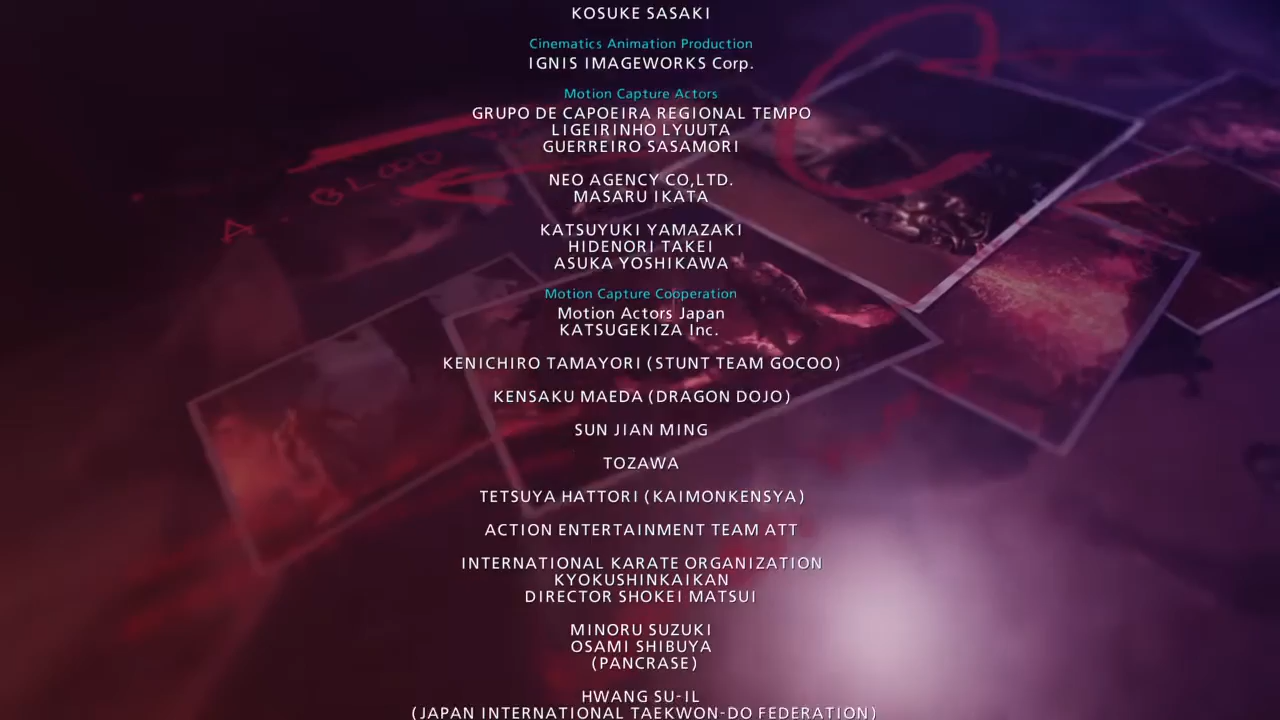 KOSUKE SASAKI
Cinematics Animation Production
IGNIS IMAGEWORKS Corp.
Motion Capture Actors
GRUPO DE CAPOEIRA REGIONAL TEMPO
LIGEIRINHO LYUUTA
GUERREIRO SASAMORI
A - BLOOD
NEO AGENCY CO,LTD.
MASARU IKATA
KATSUYUKI YAMAZAKI
HIDENORI TAKEI
ASUKA YOSHIKAWA
Motion Capture Cooperation
Motion Actors Japan
KATSUGEKIZA Inc.
KENICHIRO TAMAYORI (STUNT TEAM GOCOO)
KENSAKU MAEDA (DRAGON DOJO)
SUN JIAN MING
TOZAWA
TETSUYA HATTORI (KAIMONKENSYA)
ACTION ENTERTAINMENT TEAM ATT
INTERNATIONAL KARATE ORGANIZATION
KYOKUSHINKAIKAN
DIRECTOR SHOKEI MATSUI
MINORU SUZUKI
OSAMI SHIBUYA
(PANCRASE)
HWANG SU-IL
(JAPAN INTERNATIONAL TAEKWON-DO FEDERATION)